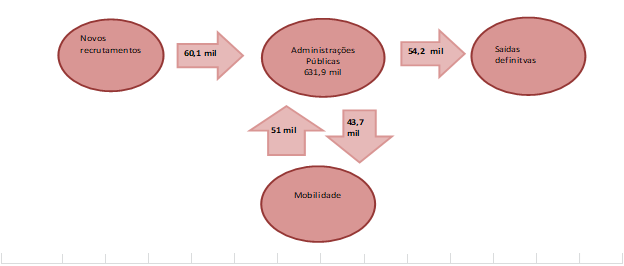 Novos
recrutamentos
60,1 mil
Administrações
Públicas
631,9 mil
54,2 mil
Saídas
definitvas
51 mil
43,7
mil
Mobilidade